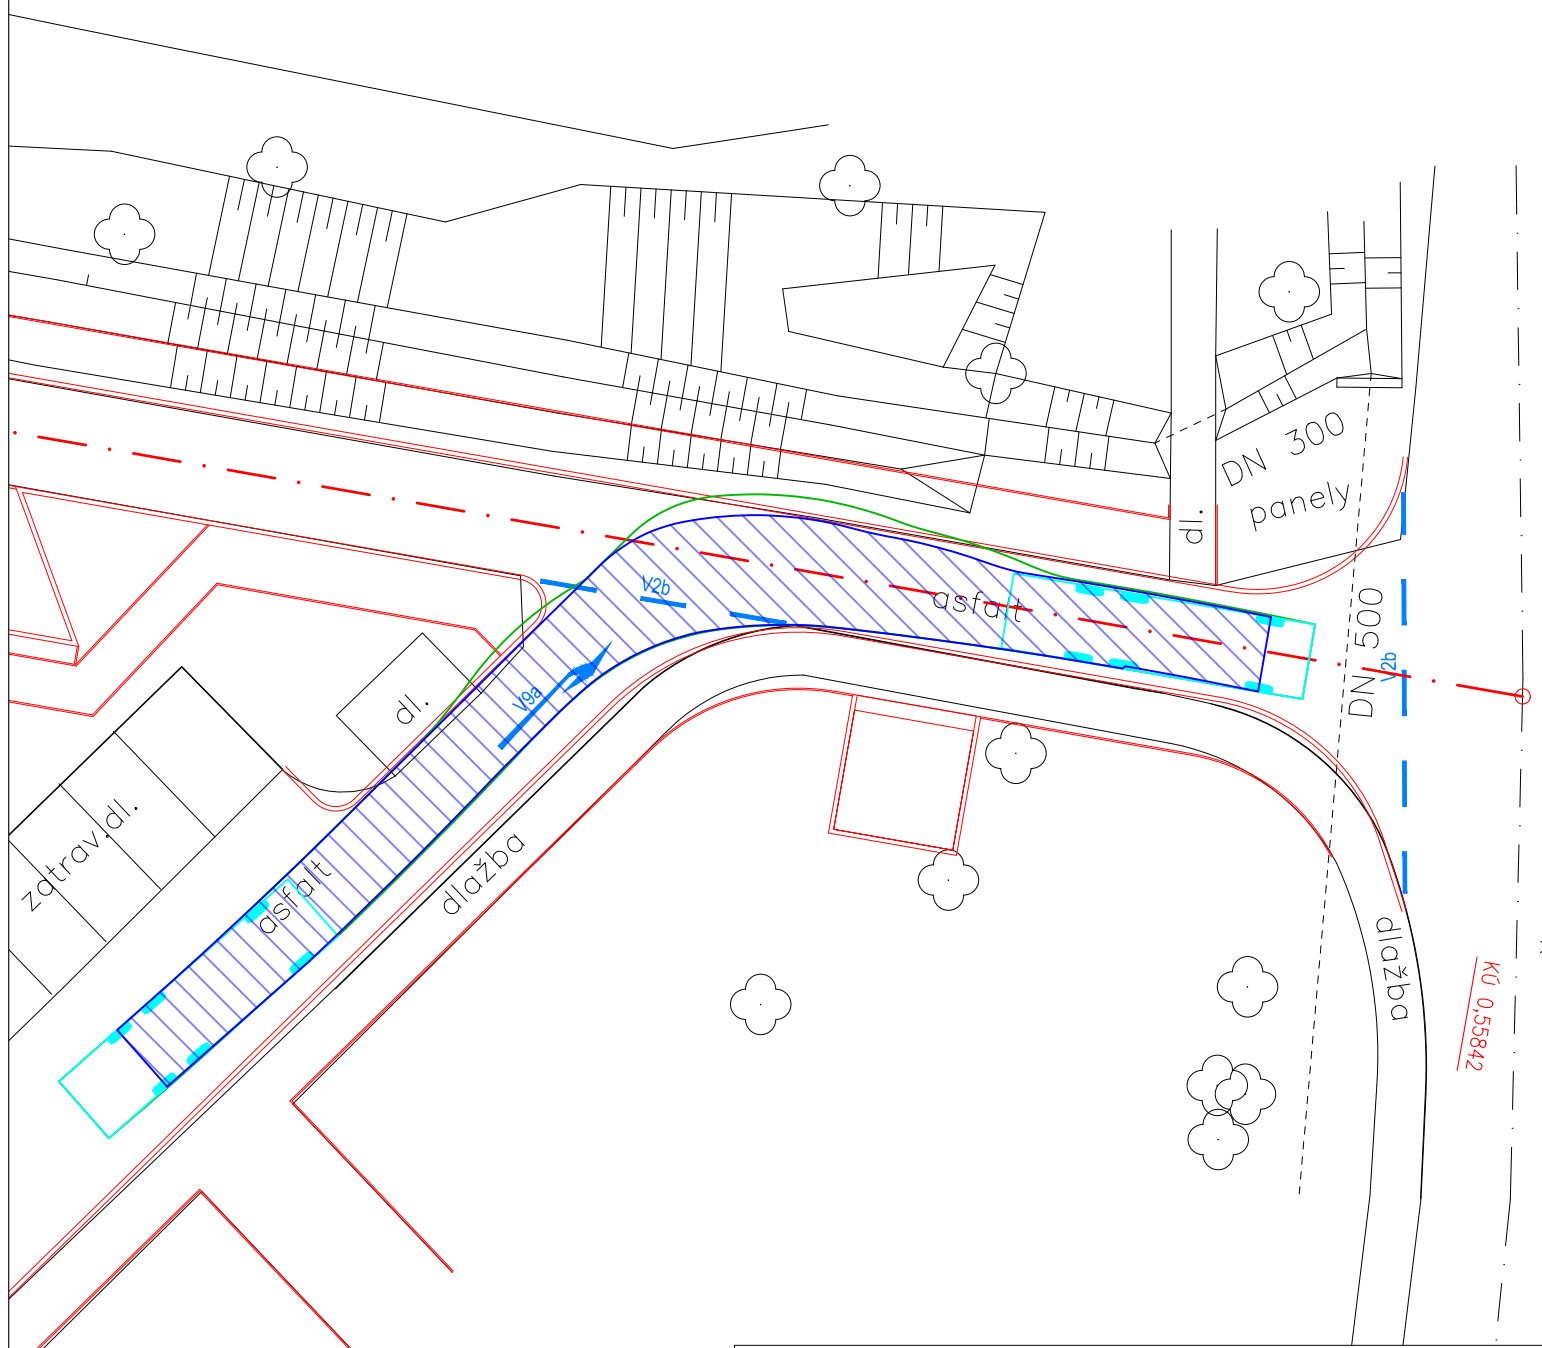 DN 300
panely
dl.
V2b
asfalt
DN 500
V2b
V9a
dl.
zatrav.dl.
asfalt
dlažba
dlažba
KÚ 0,55842